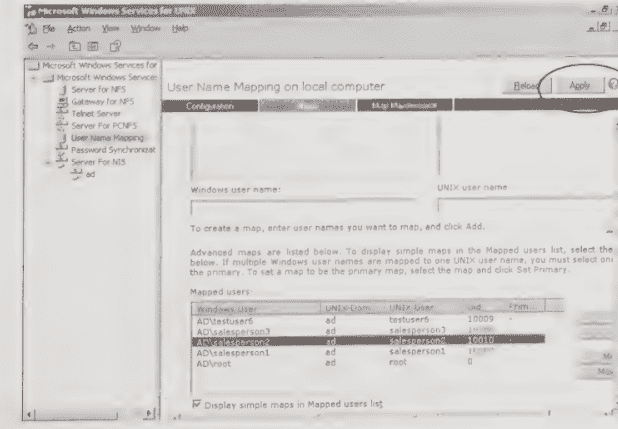 Microsoft Windows Services for UNIX
File Action View Window Help
Microsoft Windows Services for
Microsoft Windows Service
Server for NFS
Gateway for NFS
Telnet Server
Server For PCNFS
User Name Mapping
Password Synchronizat
Server For NIS
ad
User Name Mapping on local computer
Reload Apply
Configuration Maps Map Maintenance
Windows user name: UNIX user name
To create a map, enter user names you want to map, and click Add.
Advanced maps are listed below. To display simple maps in the Mapped users list, select the
below. If multiple Windows user names are mapped to one UNIX user name, you must select one
the primary. To set a map to be the primary map, select the map and click Set Primary.
Mapped users:
Windows User UNIX Dom... UNIX User Uid Prim...
AD\testuser6 ad testuser6 10009 -
AD\salesperson3 ad salesperson3
AD\salesperson2 ad salesperson2 10010 -
AD\salesperson1 ad salesperson1
AD\root ad root 0
Display simple maps in Mapped users list